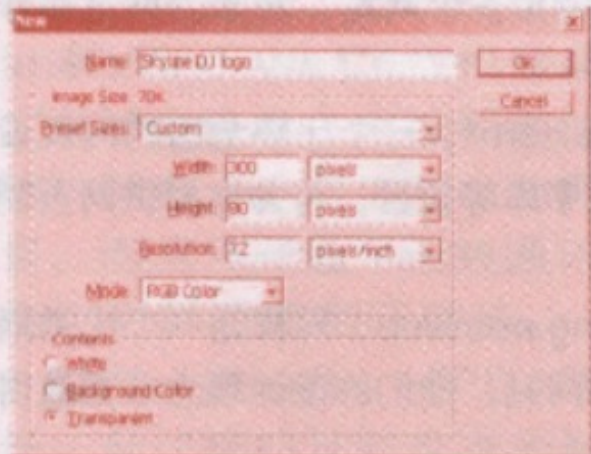 New
Name: Skyline DJ logo
OK
Image Size: 70K
Cancel
Preset Sizes: Custom
Width: 300 pixels
Height: 80 pixels
Resolution: 72 pixels/inch
Mode: RGB Color
Contents
White
Background Color
Transparent